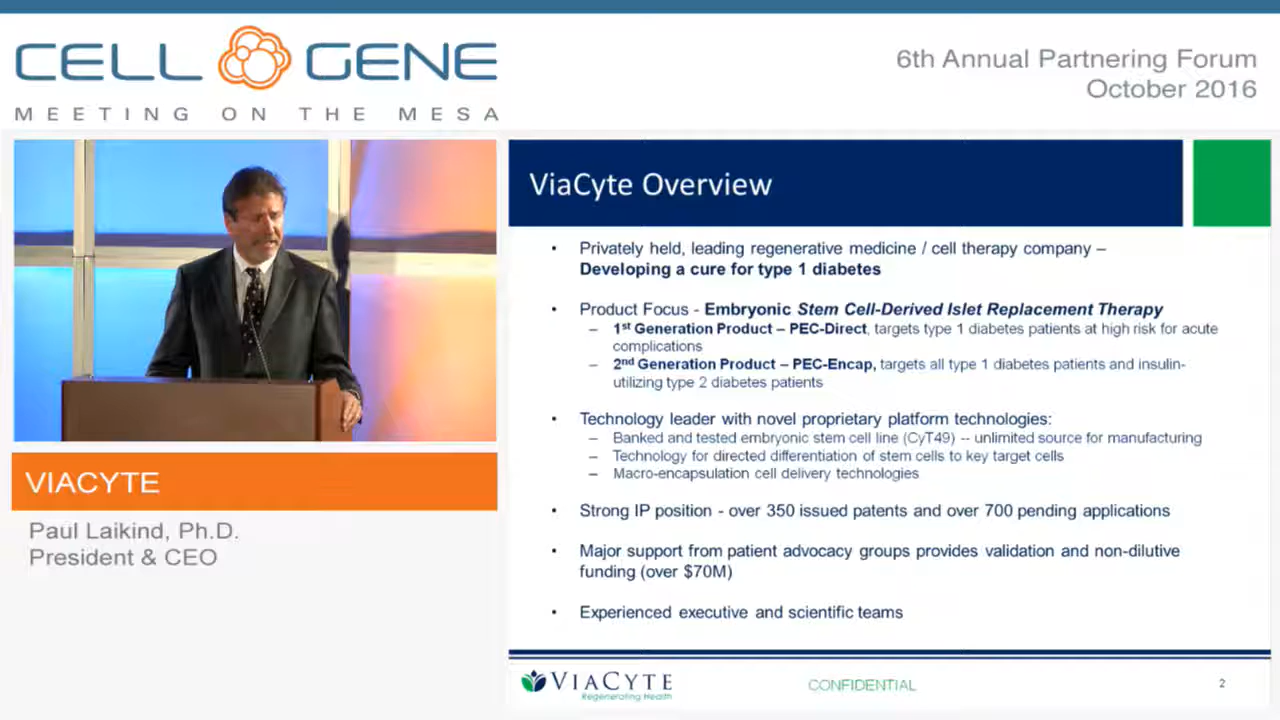 CELL GENE
MEETING ON THE MESA
6th Annual Partnering Forum
October 2016
VIACYTE
Paul Laikind, Ph.D.
President & CEO
ViaCyte Overview
• Privately held, leading regenerative medicine / cell therapy company –
Developing a cure for type 1 diabetes
• Product Focus - Embryonic Stem Cell-Derived Islet Replacement Therapy
– 1st Generation Product – PEC-Direct, targets type 1 diabetes patients at high risk for acute
complications
– 2nd Generation Product – PEC-Encap, targets all type 1 diabetes patients and insulin-
utilizing type 2 diabetes patients
• Technology leader with novel proprietary platform technologies:
– Banked and tested embryonic stem cell line (CyT49) -- unlimited source for manufacturing
– Technology for directed differentiation of stem cells to key target cells
– Macro-encapsulation cell delivery technologies
• Strong IP position - over 350 issued patents and over 700 pending applications
• Major support from patient advocacy groups provides validation and non-dilutive
funding (over $70M)
• Experienced executive and scientific teams
VIACYTE
Regenerating Health
CONFIDENTIAL
2